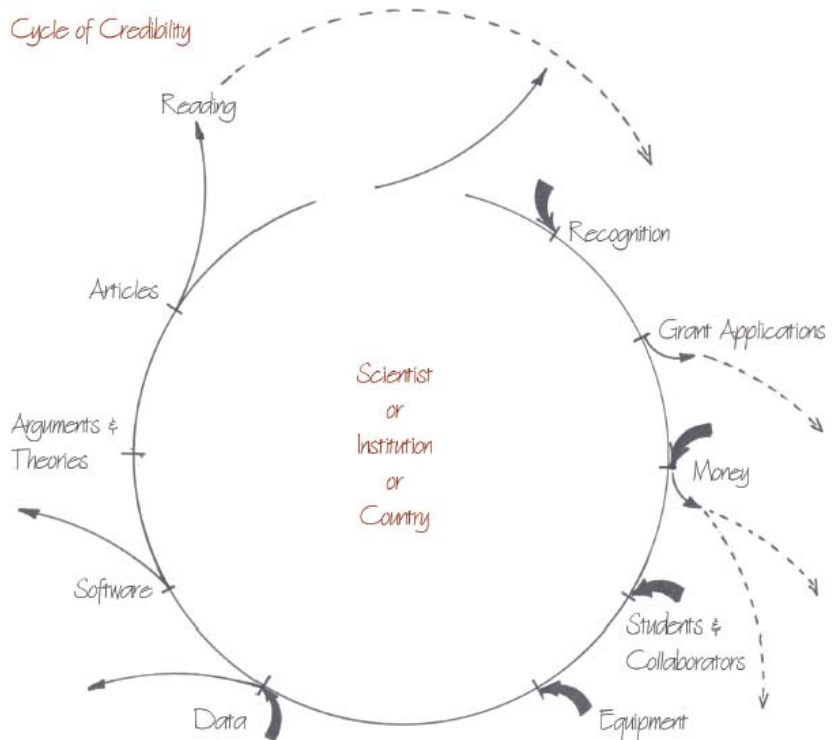 Cycle of Credibility
Reading
Recognition
Articles
Grant Applications
Scientist
or
Institution
or
Country
Arguments &
Theories
Money
Software
Students &
Collaborators
Data
Equipment